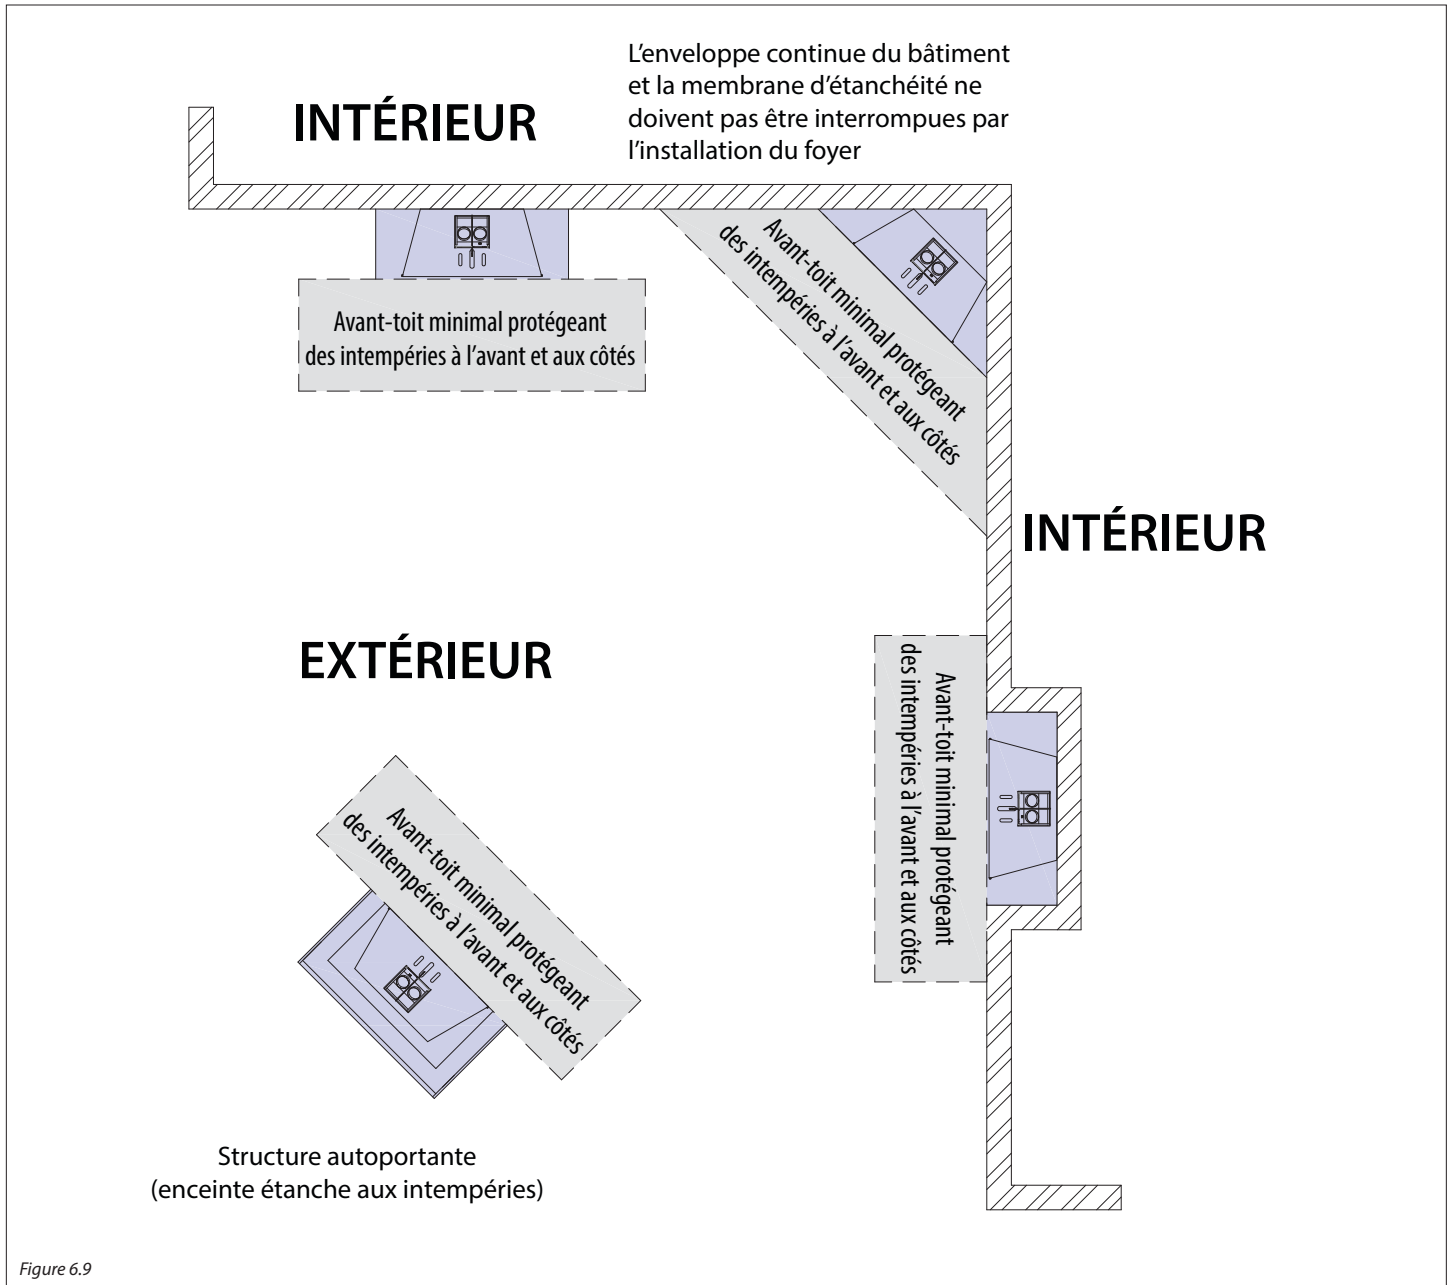 L'enveloppe continue du bâtiment
et la membrane d'étanchéité ne
doivent pas être interrompues par
l'installation du foyer
INTÉRIEUR
Avant-toit minimal protégeant
des intempéries à l'avant et aux côtés
Avant-toit minimal protégeant
des intempéries à l'avant et aux côtés
INTÉRIEUR
EXTÉRIEUR
Avant-toit minimal protégeant
des intempéries à l'avant et aux côtés
Avant-toit minimal protégeant
des intempéries à l'avant et aux côtés
Structure autoportante
(enceinte étanche aux intempéries)
Figure 6.9